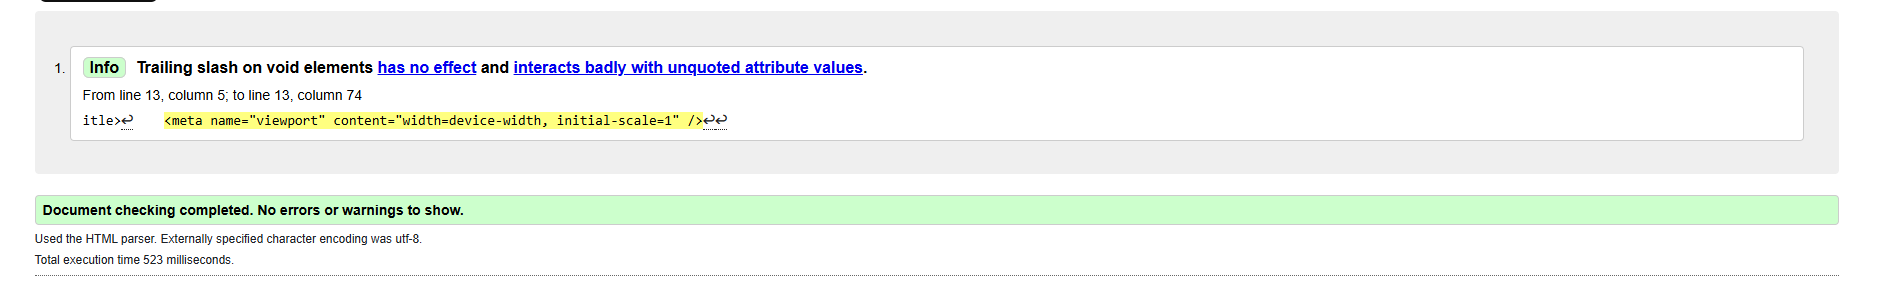 1. Info Trailing slash on void elements has no effect and interacts badly with unquoted attribute values.
From line 13, column 5; to line 13, column 74
itle>↩    <meta name="viewport" content="width=device-width, initial-scale=1" />↩↩
Document checking completed. No errors or warnings to show.
Used the HTML parser. Externally specified character encoding was utf-8.
Total execution time 523 milliseconds.